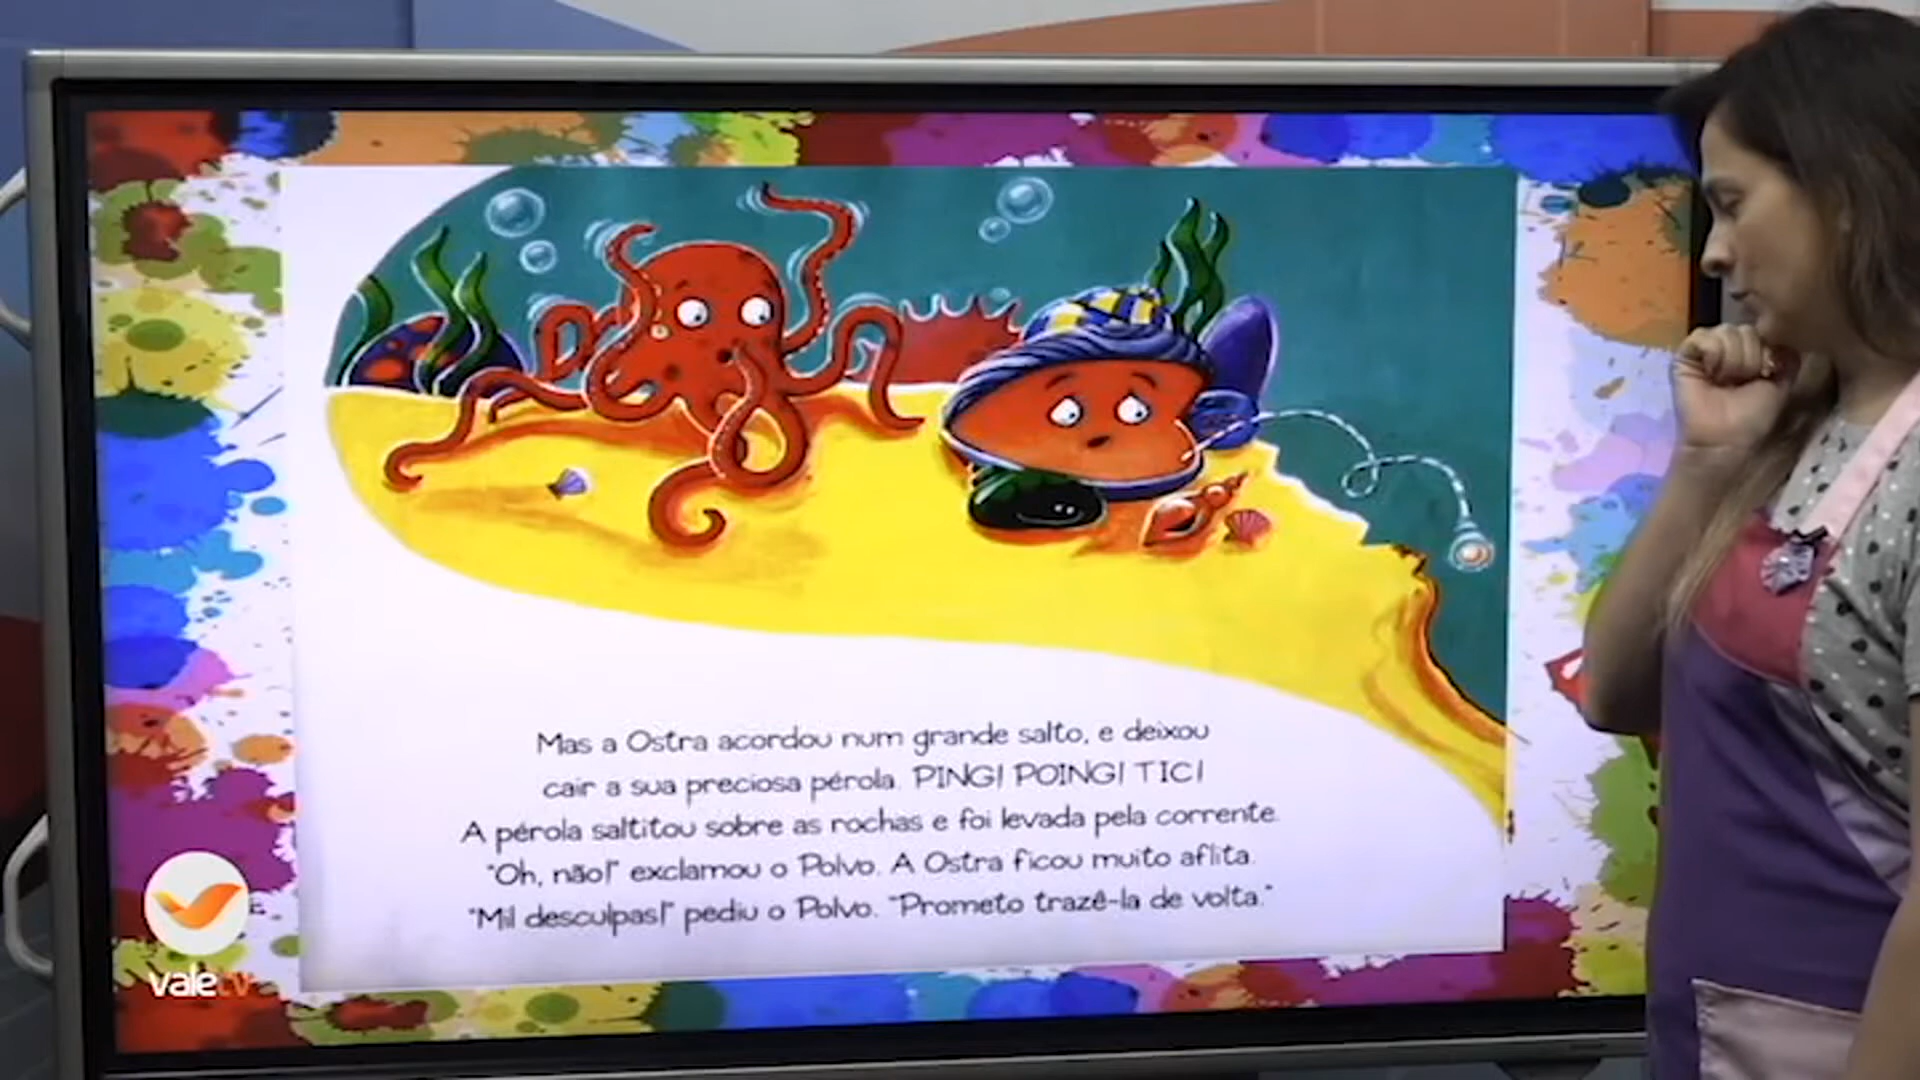 Mas a Ostra acordou num grande salto, e deixou
cair a sua preciosa pérola. PING! POING! TIC!
A pérola saltitou sobre as rochas e foi levada pela corrente.
"Oh, não!" exclamou o Polvo. A Ostra ficou muito aflita.
"Mil desculpas!" pediu o Polvo. "Prometo trazê-la de volta."
valetv